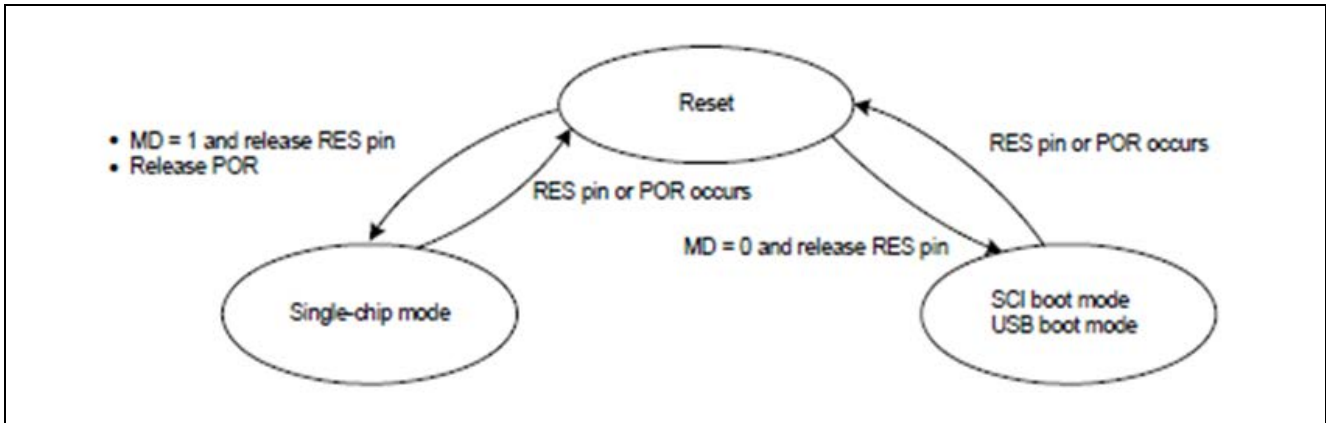 Reset
• MD = 1 and release RES pin
• Release POR
RES pin or POR occurs
RES pin or POR occurs
MD = 0 and release RES pin
Single-chip mode
SCI boot mode
USB boot mode